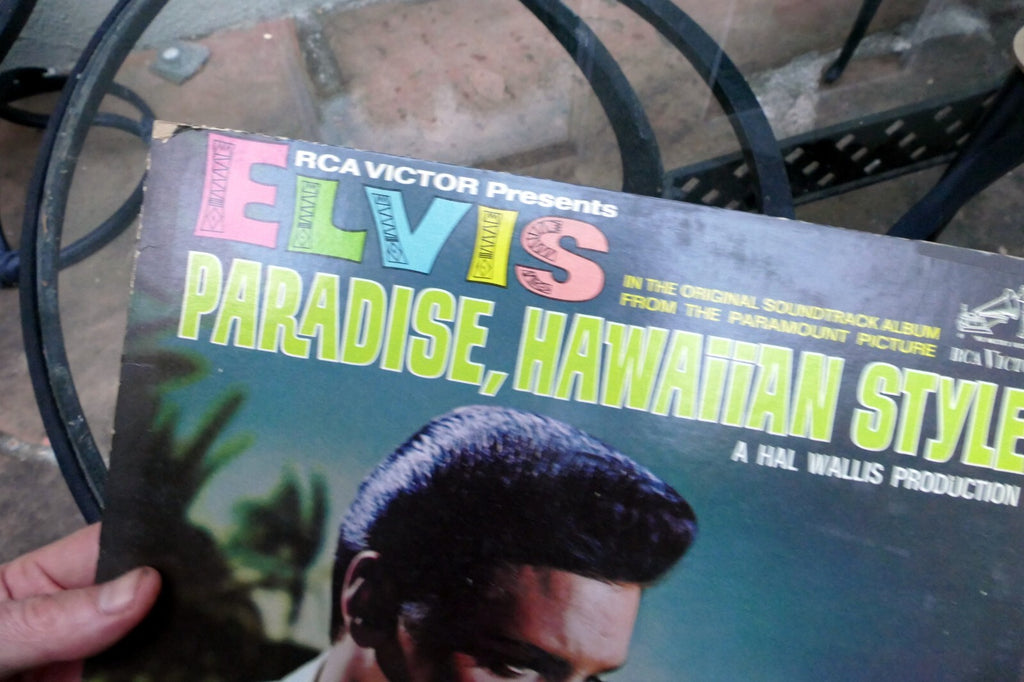 RCA VICTOR Presents
ELVIS
IN THE ORIGINAL SOUNDTRACK ALBUM
FROM THE PARAMOUNT PICTURE
PARADISE, HAWAIIAN STYLE
A HAL WALLIS PRODUCTION